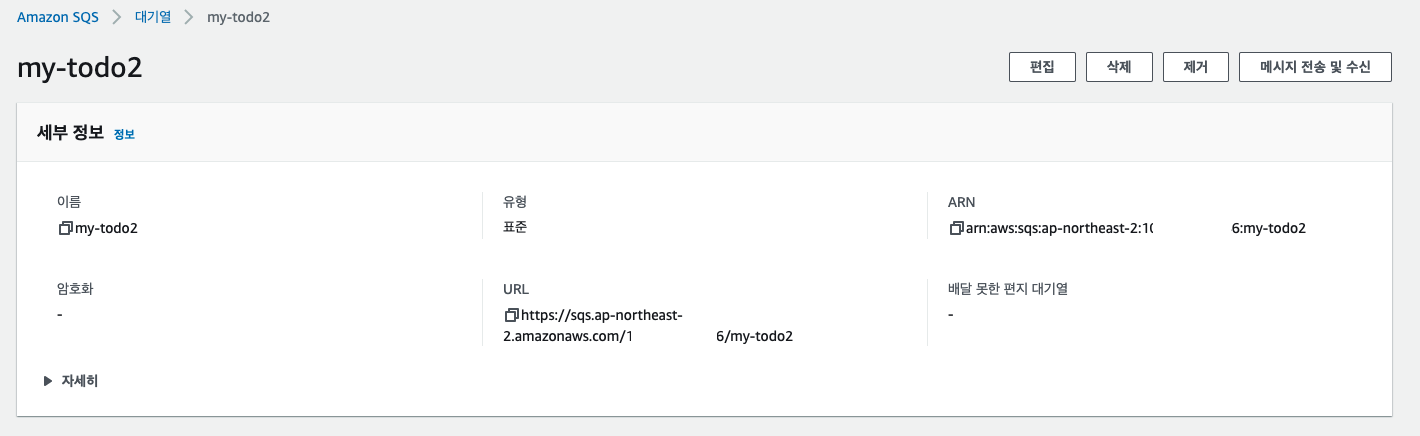 Amazon SQS > 대기열 > my-todo2
my-todo2
편집 삭제 제거 메시지 전송 및 수신
세부 정보 정보
이름
my-todo2
유형
표준
ARN
arn:aws:sqs:ap-northeast-2:10 6:my-todo2
암호화
-
URL
https://sqs.ap-northeast-
2.amazonaws.com/1 6/my-todo2
배달 못한 편지 대기열
-
자세히